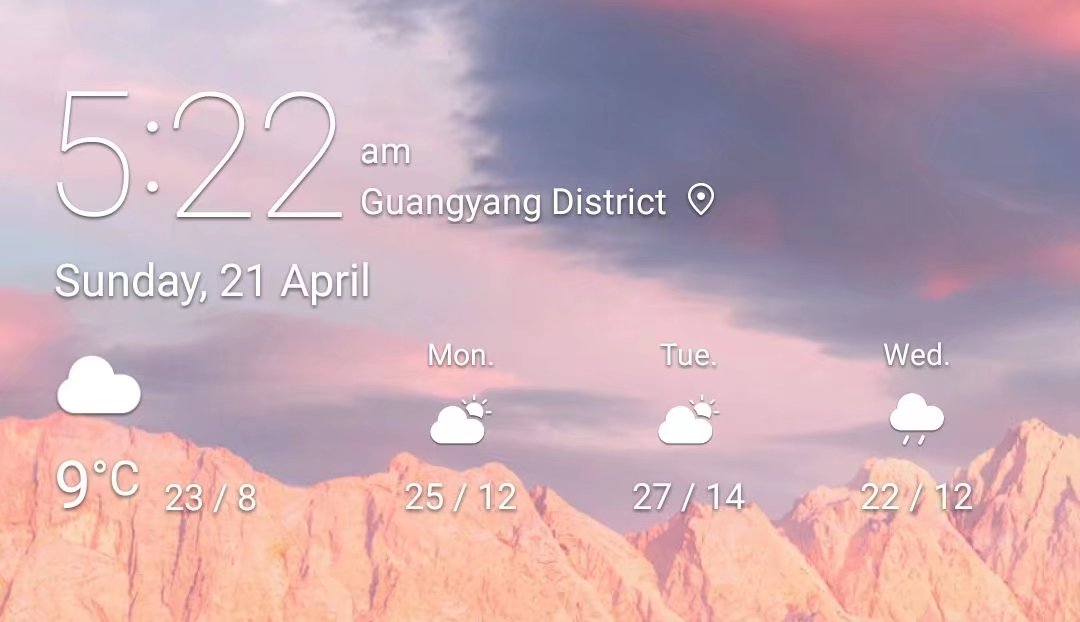 5:22 am
Guangyang District
Sunday, 21 April
Mon. Tue. Wed.
9°C 23 / 8 25 / 12 27 / 14 22 / 12